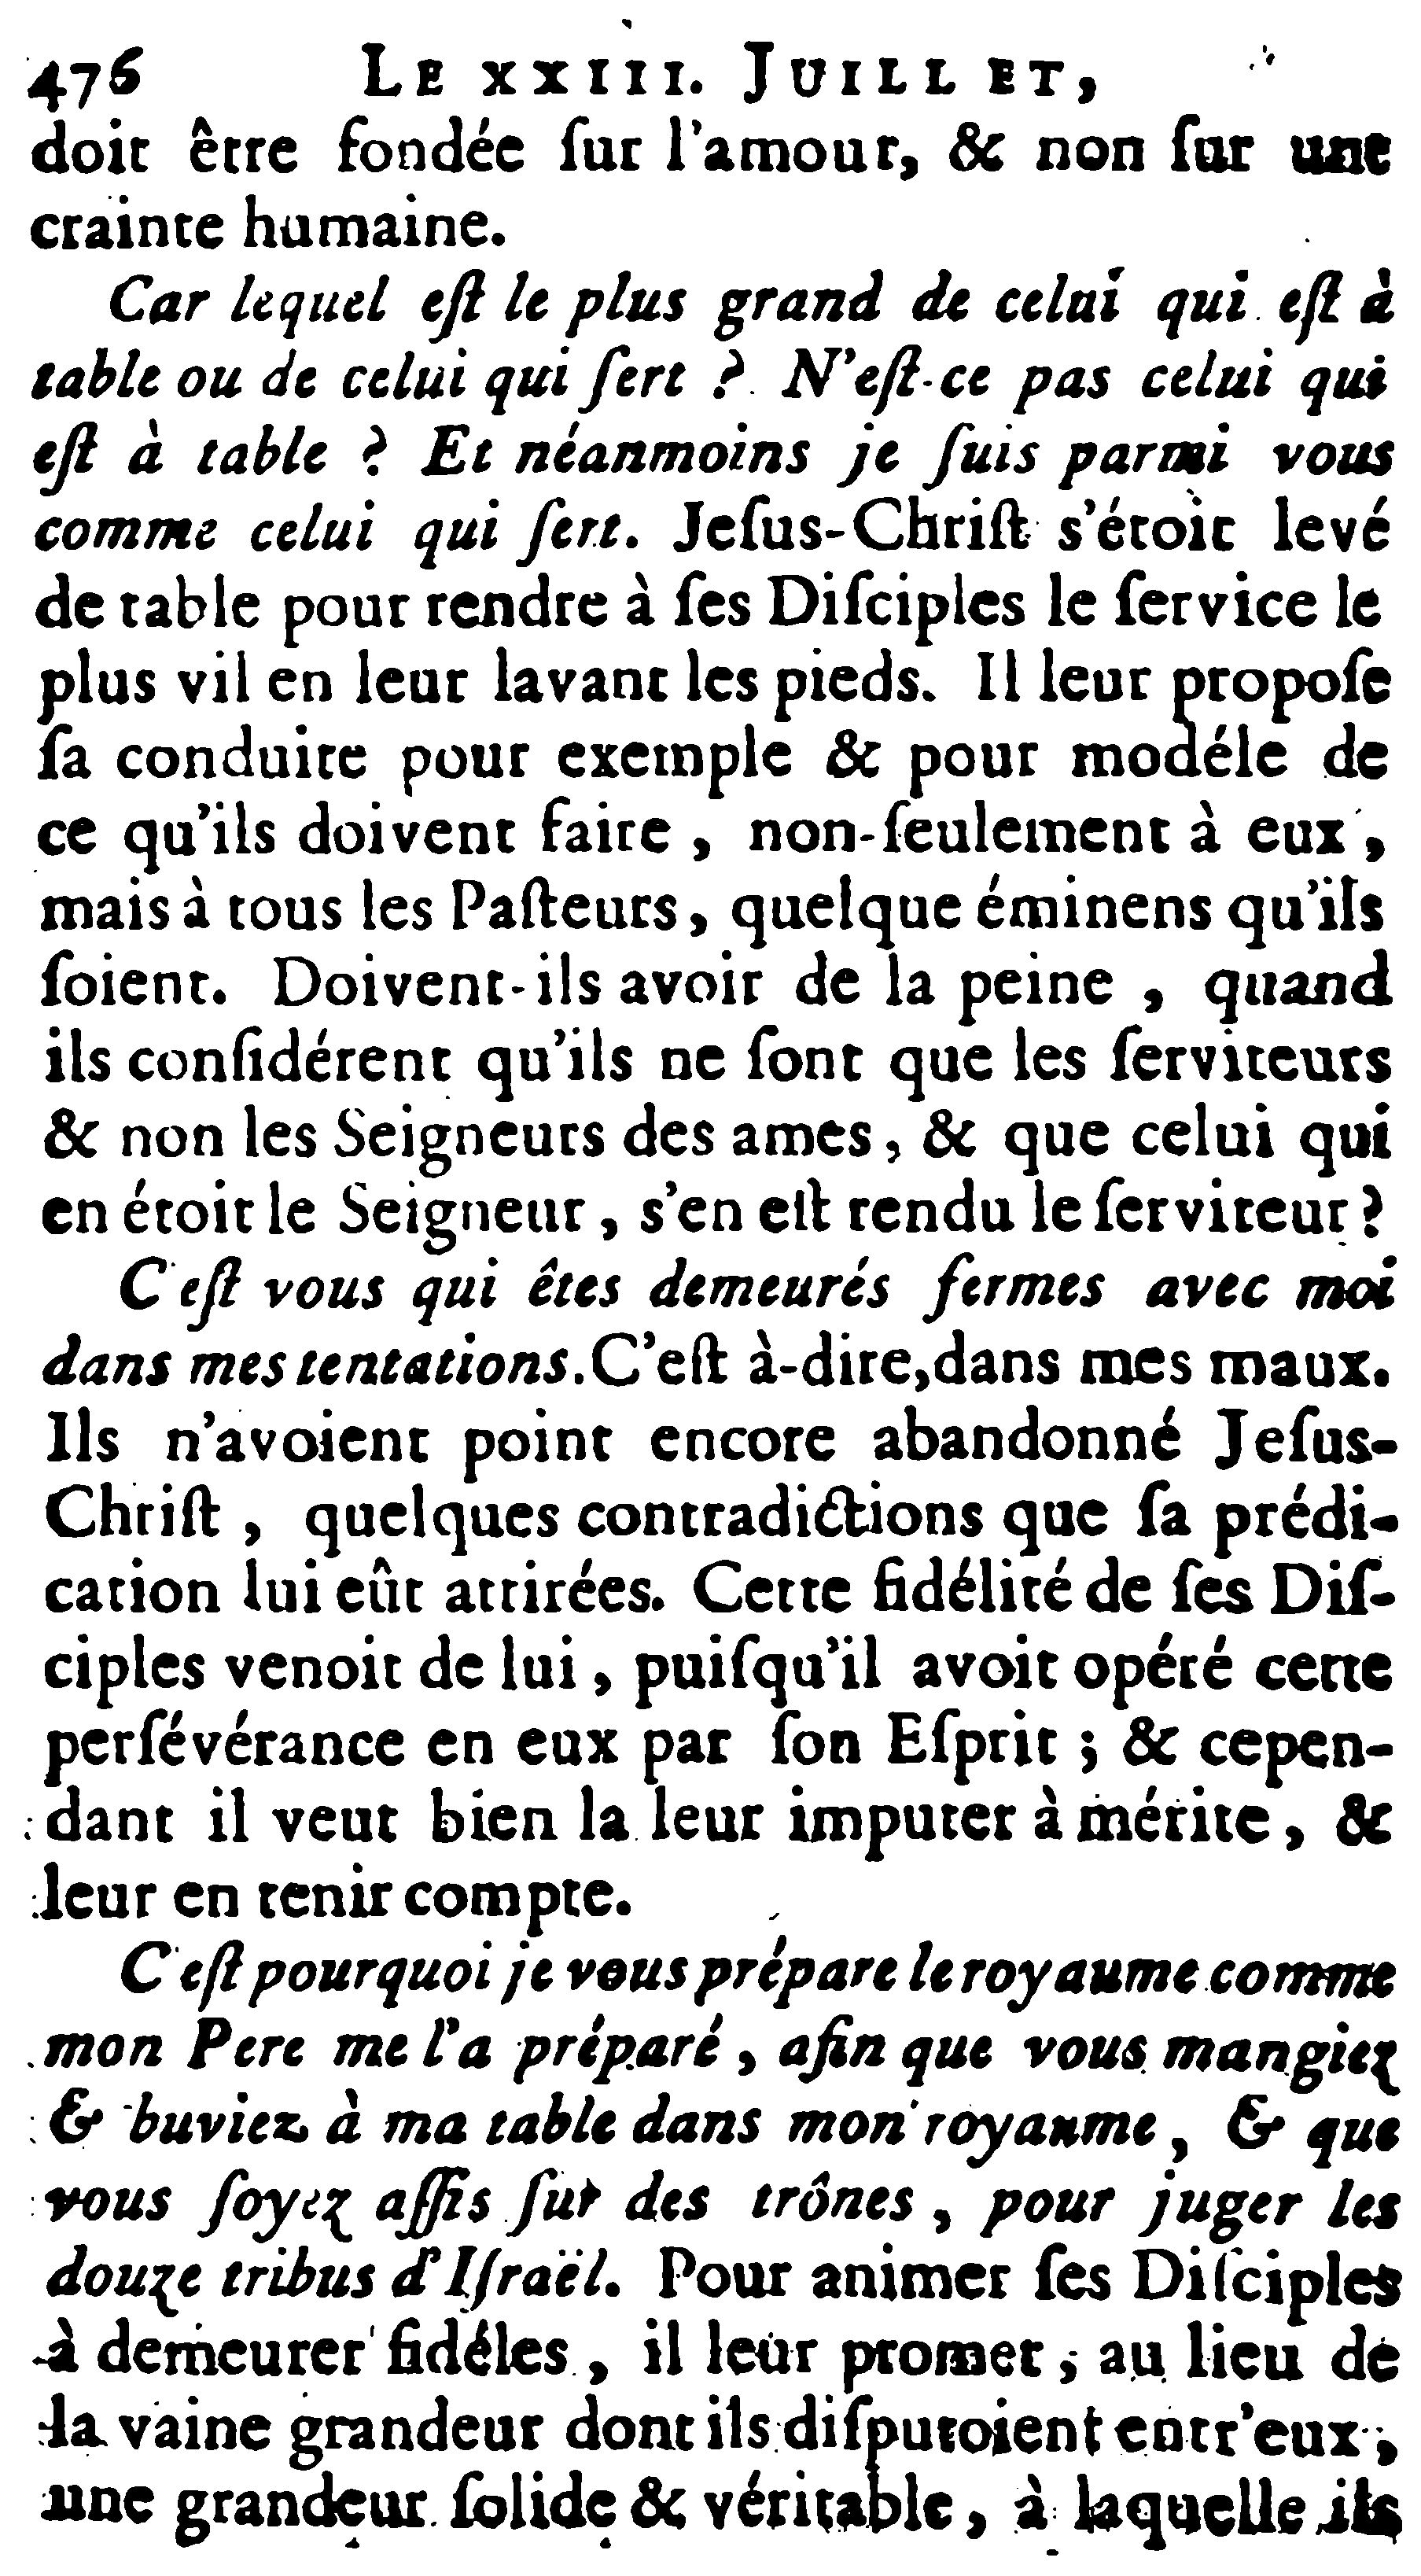 476 LE XXIII. JUILLET,
doit être fondée ſur l'amour, & non ſur une
crainte humaine.
Car lequel eſt le plus grand de celui qui eſt à
table ou de celui qui ſert ? N'eſt-ce pas celui qui
eſt à table ? Et néanmoins je ſuis parmi vous
comme celui qui ſert. Jeſus-Chriſt s'étoit levé
de table pour rendre à ſes Diſciples le ſervice le
plus vil en leur lavant les pieds. Il leur propoſe
ſa conduite pour exemple & pour modéle de
ce qu'ils doivent faire, non-ſeulement à eux,
mais à tous les Paſteurs, quelque éminens qu'ils
ſoient. Doivent-ils avoir de la peine, quand
ils conſidérent qu'ils ne ſont que les ſerviteurs
& non les Seigneurs des ames, & que celui qui
en étoit le Seigneur, s'en eſt rendu le ſerviteur ?
C'eſt vous qui êtes demeurés fermes avec moi
dans mes tentations. C'eſt à-dire, dans mes maux.
Ils n'avoient point encore abandonné Jeſus-
Chriſt, quelques contradictions que ſa prédi-
cation lui eût attirées. Cette fidélité de ſes Diſ-
ciples venoit de lui, puiſqu'il avoit opéré cette
perſévérance en eux par ſon Eſprit ; & cepen-
dant il veut bien la leur imputer à mérite, &
leur en tenir compte.
C'eſt pourquoi je vous prépare le royaume comme
mon Pere me l'a préparé, afin que vous mangiez
& buviez à ma table dans mon royaume, & que
vous ſoyez aſſis ſur des trônes, pour juger les
douze tribus d'Iſraël. Pour animer ſes Diſciples
à demeurer fidéles, il leur promet, au lieu de
la vaine grandeur dont ils diſputoient entr'eux,
une grandeur ſolide & véritable, à laquelle ils